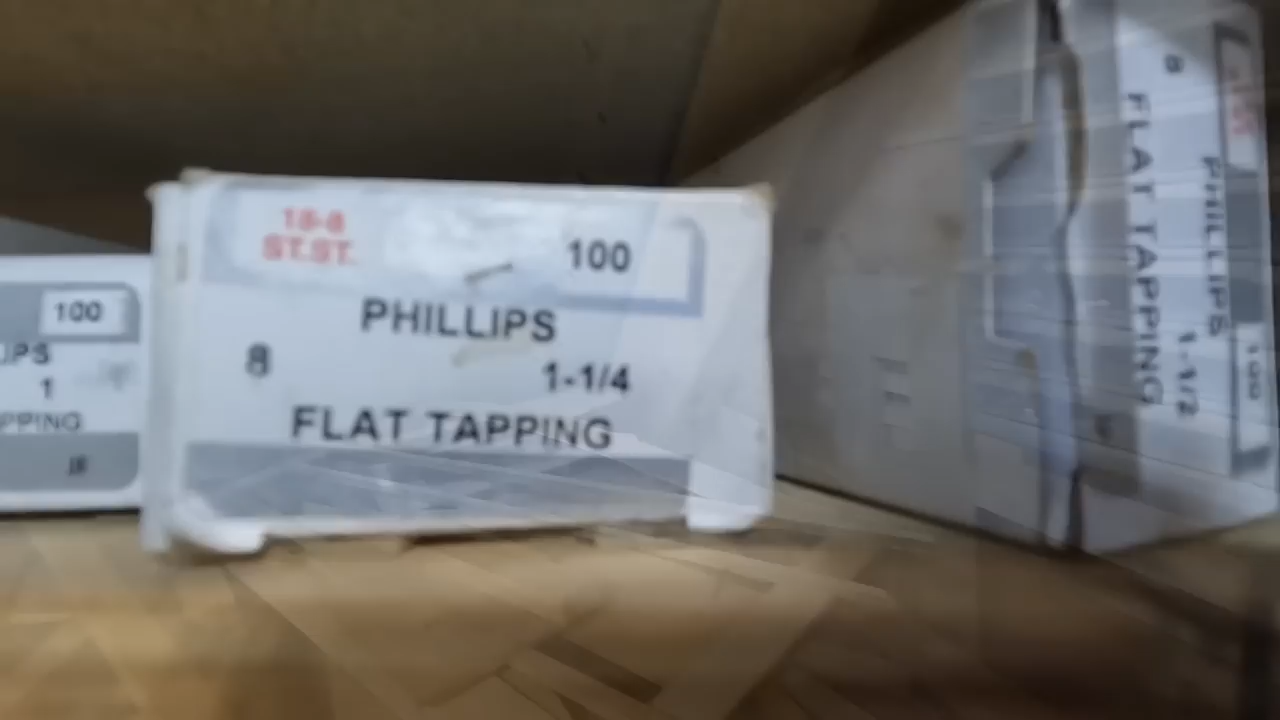 100
IPS
1
PPING
18-8
ST.ST.
100
PHILLIPS
8
1-1/4
FLAT TAPPING
8
PHILLIPS
1-1/2
FLAT TAPPING
100